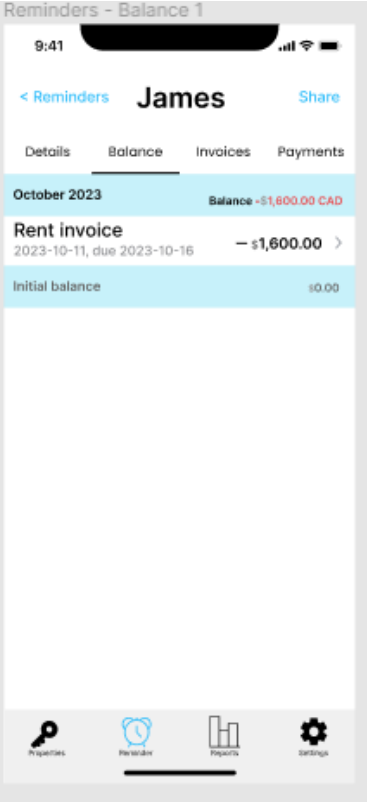 Reminders - Balance 1
9:41
< Reminders James Share
Details Balance Invoices Payments
October 2023 Balance -$1,600.00 CAD
Rent invoice
2023-10-11, due 2023-10-16 — $1,600.00 >
Initial balance $0.00
Properties Reminder Reports Settings